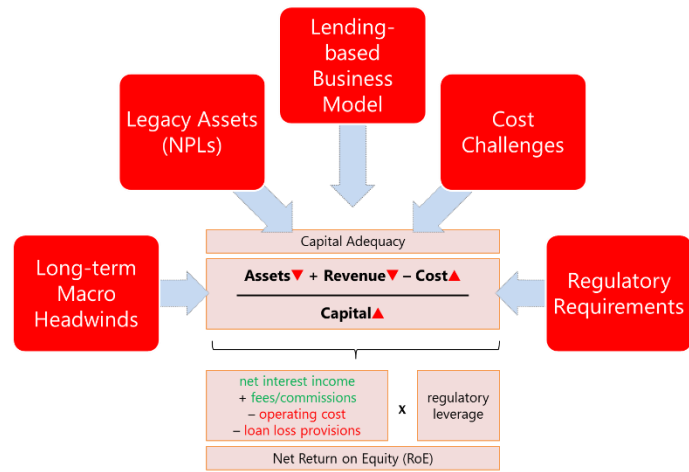 Lending-
based
Business
Model
Legacy Assets
(NPLs)
Cost
Challenges
Long-term
Macro
Headwinds
Regulatory
Requirements
Capital Adequacy
Assets▼ + Revenue▼ – Cost▲
Capital▲
net interest income
+ fees/commissions
– operating cost
– loan loss provisions
x
regulatory
leverage
Net Return on Equity (RoE)